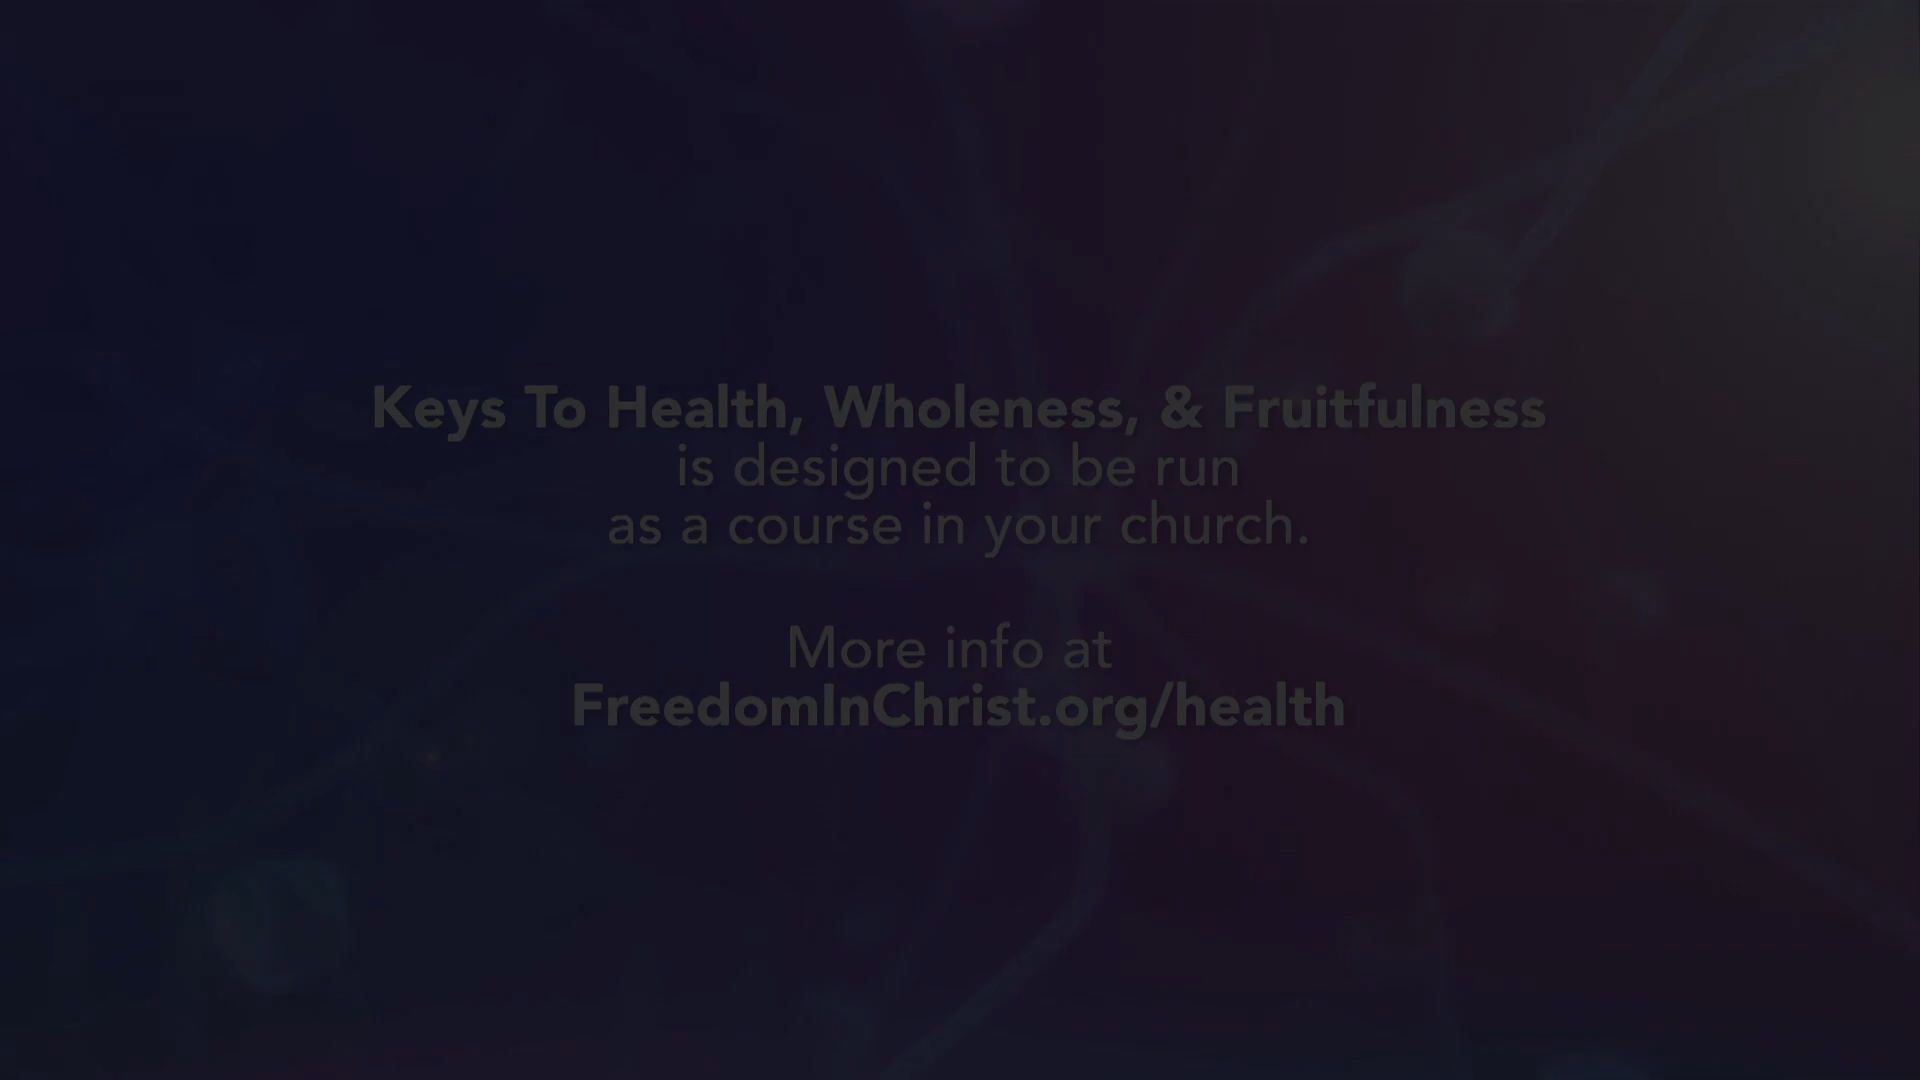 Keys To Health, Wholeness, & Fruitfulness
is designed to be run
as a course in your church.
More info at
FreedomInChrist.org/health